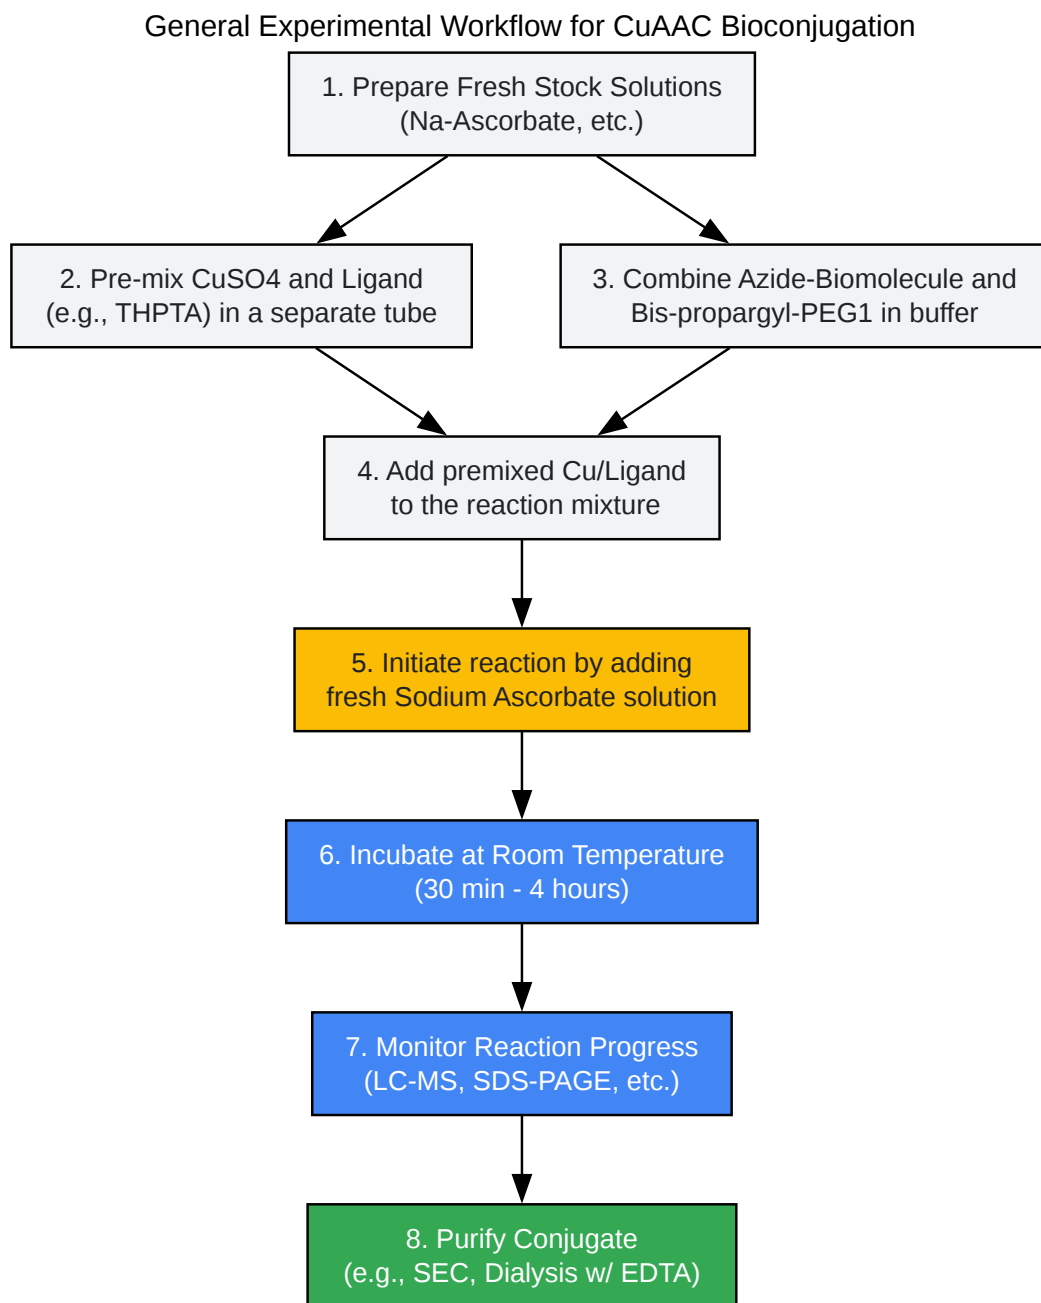 General Experimental Workflow for CuAAC Bioconjugation
1. Prepare Fresh Stock Solutions
(Na-Ascorbate, etc.)
2. Pre-mix CuSO4 and Ligand
(e.g., THPTA) in a separate tube
3. Combine Azide-Biomolecule and
Bis-propargyl-PEG1 in buffer
4. Add premixed Cu/Ligand
to the reaction mixture
5. Initiate reaction by adding
fresh Sodium Ascorbate solution
6. Incubate at Room Temperature
(30 min - 4 hours)
7. Monitor Reaction Progress
(LC-MS, SDS-PAGE, etc.)
8. Purify Conjugate
(e.g., SEC, Dialysis w/ EDTA)